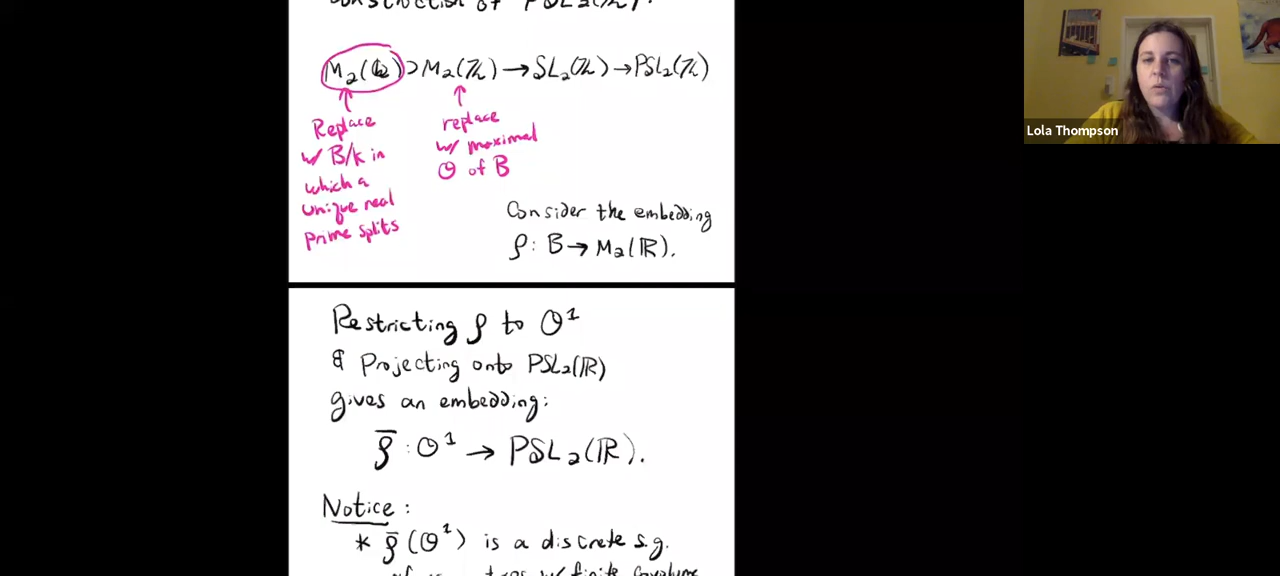 construction of PSL₂(ℤ).
M₂(ℚ) ⊃ M₂(ℤ) → SL₂(ℤ) → PSL₂(ℤ)
Replace
w/ B/k in
which a
unique real
prime splits
replace
w/ maximal
𝒪 of B
Consider the embedding
ρ: B → M₂(ℝ).
Restricting ρ to 𝒪¹
& Projecting onto PSL₂(ℝ)
gives an embedding:
ρ̄ : 𝒪¹ → PSL₂(ℝ).
Notice :
* ρ̄(𝒪¹) is a discrete s.g.
w/ finite covolume
Lola Thompson